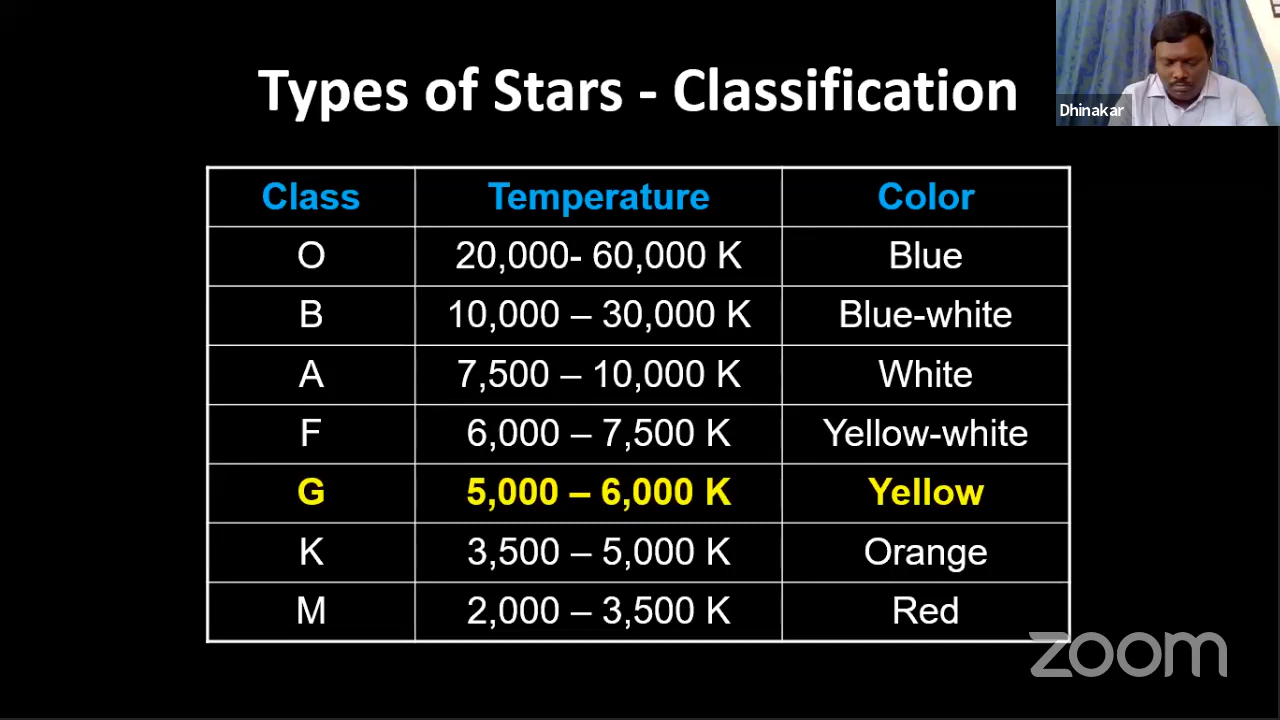 Types of Stars - Classification
Dhinakar
Class Temperature Color
O 20,000- 60,000 K Blue
B 10,000 – 30,000 K Blue-white
A 7,500 – 10,000 K White
F 6,000 – 7,500 K Yellow-white
G 5,000 – 6,000 K Yellow
K 3,500 – 5,000 K Orange
M 2,000 – 3,500 K Red
zoom